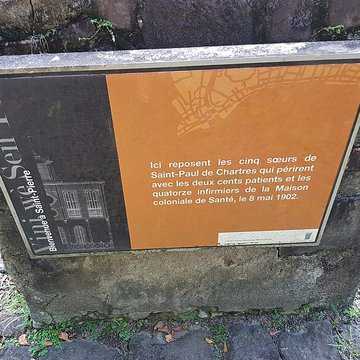 Ici reposent les cinq sœurs de
Saint-Paul de Chartres qui périrent
avec les deux cents patients et les
quatorze infirmiers de la Maison
coloniale de Santé, le 8 mai 1902.
Bienvenue à Saint-Pierre